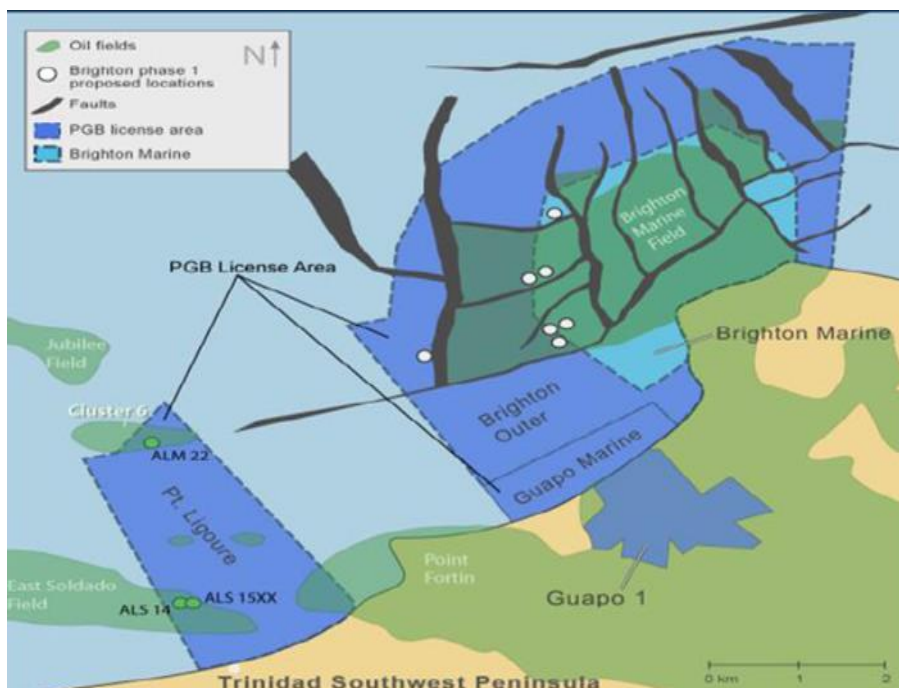 Oil fields
N
Brighton phase 1
proposed locations
Faults
PGB license area
Brighton Marine
PGB License Area
Jubilee
Field
Cluster 6
ALM 22
Pt. Ligoure
East Soldado
Field
ALS 14
ALS 15XX
Point
Fortin
Brighton
Marine
Field
Brighton Marine
Brighton
Outer
Guapo Marine
Guapo 1
0 km
1
2
Trinidad Southwest Peninsula